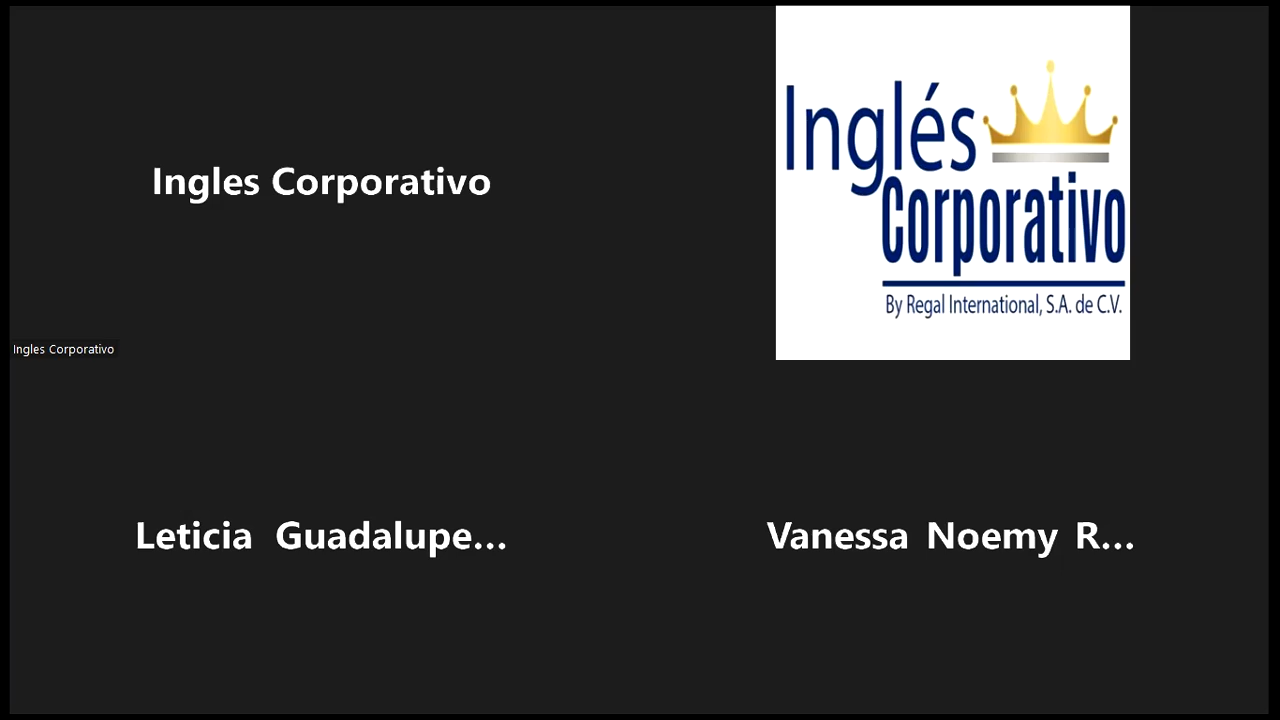 Ingles Corporativo
Inglés
Corporativo
By Regal International, S.A. de C.V.
Ingles Corporativo
Leticia Guadalupe...
Vanessa Noemy R...